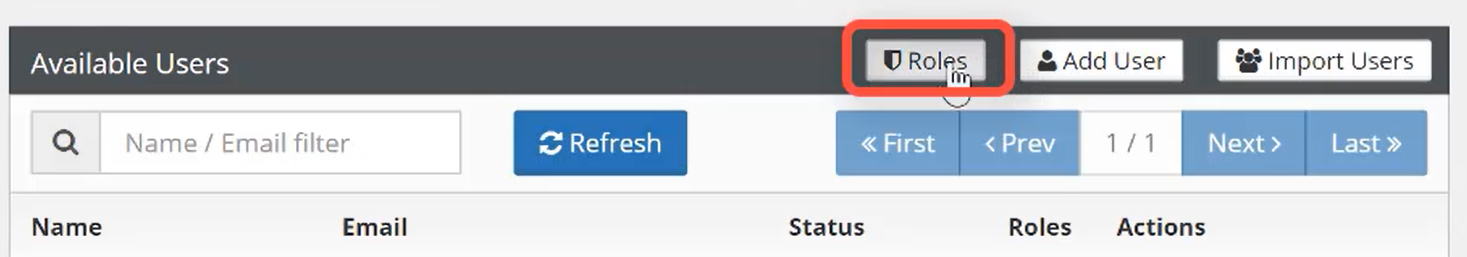 Available Users Roles Add User Import Users
Name / Email filter Refresh « First < Prev 1 / 1 Next > Last »
Name Email Status Roles Actions